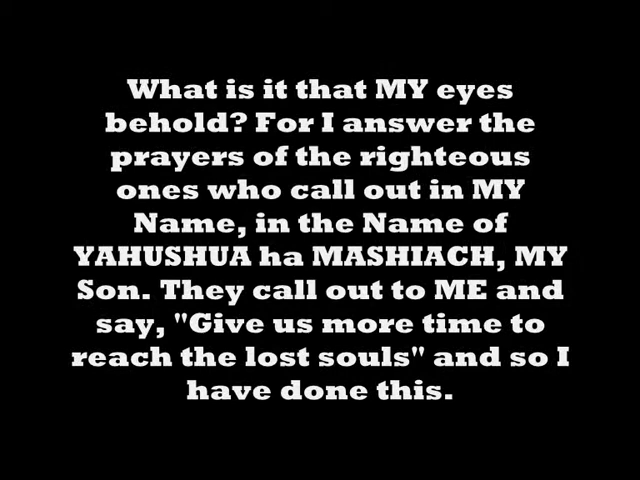 What is it that MY eyes
behold? For I answer the
prayers of the righteous
ones who call out in MY
Name, in the Name of
YAHUSHUA ha MASHIACH, MY
Son. They call out to ME and
say, "Give us more time to
reach the lost souls" and so I
have done this.